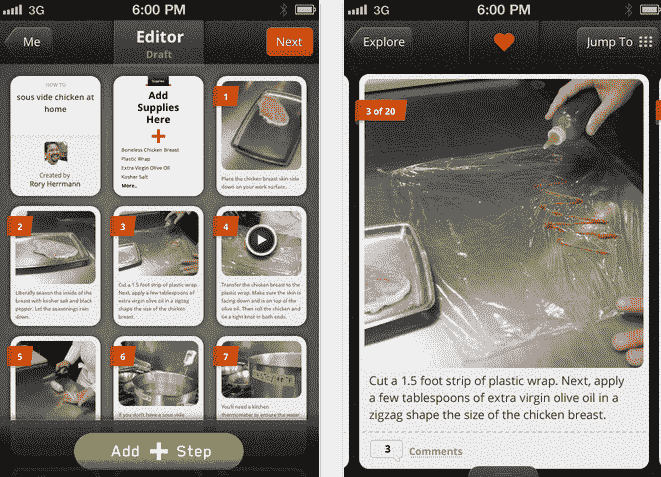 3G
6:00 PM
Me
Editor
Draft
Next
HOW TO
sous vide chicken at
home
Created by
Rory Herrmann
Supplies
Add
Supplies
Here
Boneless Chicken Breast
Plastic Wrap
Extra Virgin Olive Oil
Kosher Salt
More..
1
Place the chicken breast skin side
down on your work surface.
2
Liberally season the inside of the
breast with kosher salt and black
pepper. Let the seasonings rain
down.
3
Cut a 1.5 foot strip of plastic wrap.
Next, apply a few tablespoons of
extra virgin olive oil in a zigzag
shape the size of the chicken
breast.
4
Transfer the chicken breast to the
plastic wrap. Make sure the skin is
facing down and is on top of the
olive oil. Then roll the chicken and
tie a tight knot in both ends.
5
6
If you don't have a sous vide
7
You'll need a kitchen
thermometer to ensure the water
Add + Step
3G
6:00 PM
Explore
Jump To
3 of 20
Cut a 1.5 foot strip of plastic wrap. Next, apply
a few tablespoons of extra virgin olive oil in a
zigzag shape the size of the chicken breast.
3
Comments